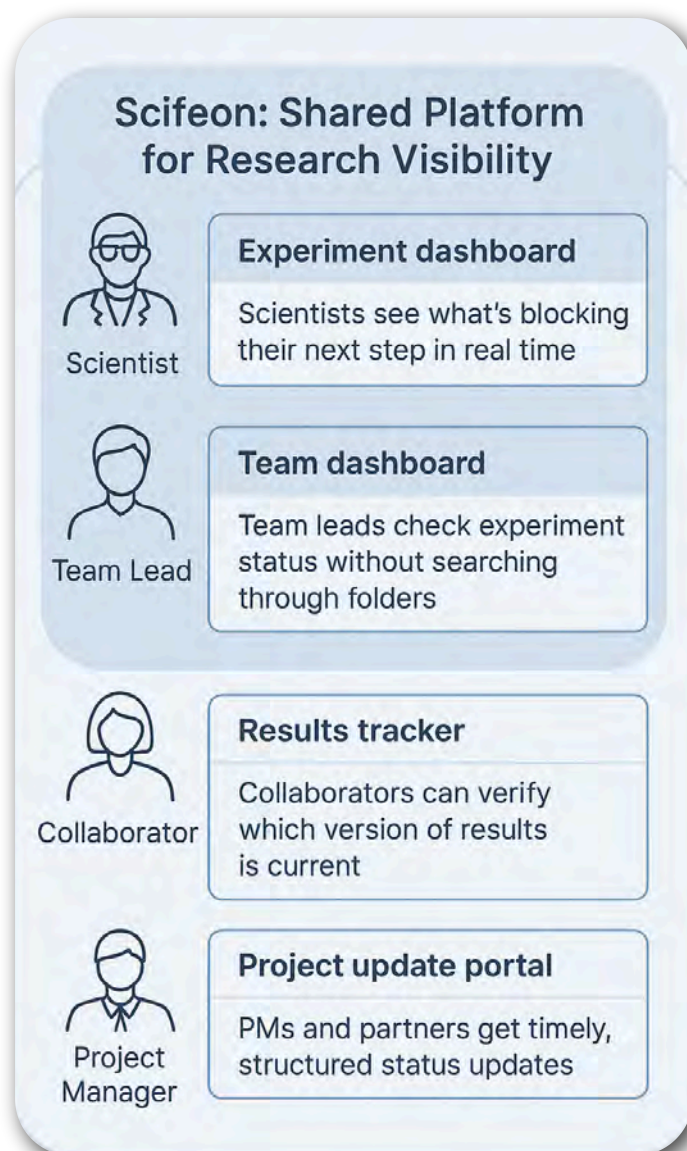 Scifeon: Shared Platform
for Research Visibility
Scientist
Experiment dashboard
Scientists see what's blocking
their next step in real time
Team Lead
Team dashboard
Team leads check experiment
status without searching
through folders
Collaborator
Results tracker
Collaborators can verify
which version of results
is current
Project
Manager
Project update portal
PMs and partners get timely,
structured status updates